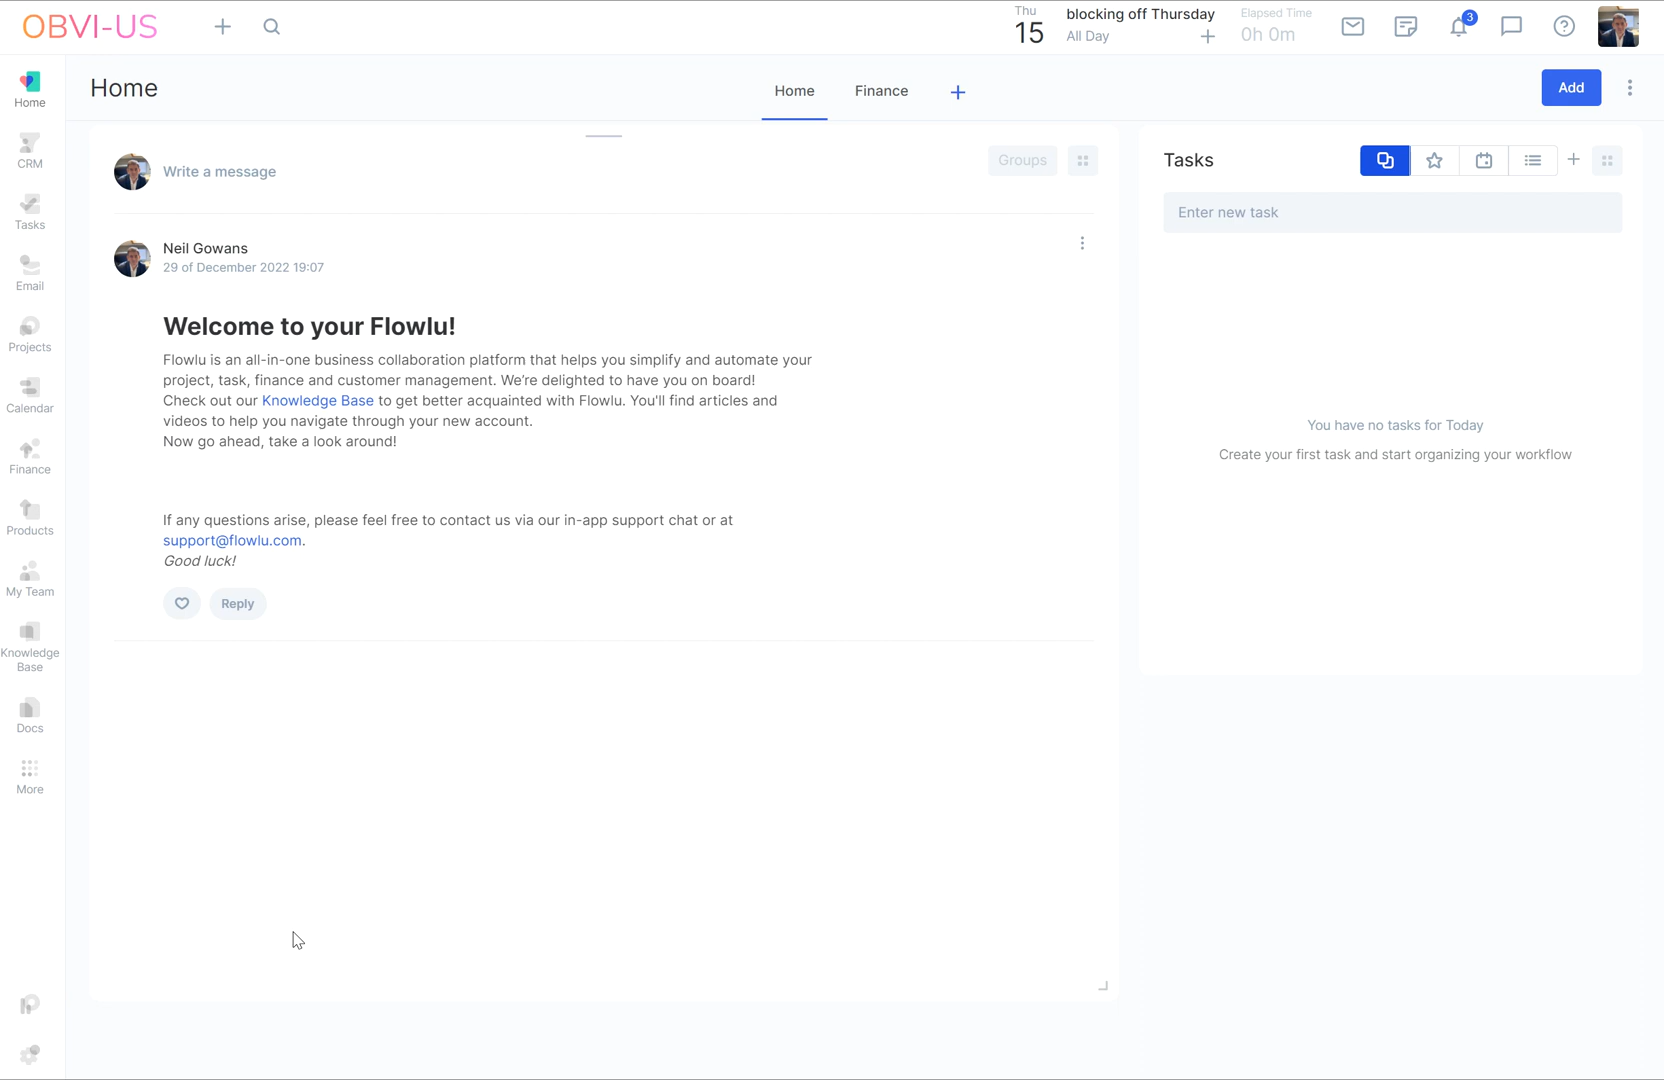 OBVI-US
Thu
15
blocking off Thursday
All Day
Elapsed Time
0h 0m
3
Home
Home
Finance
Add
Home
CRM
Tasks
Email
Projects
Calendar
Finance
Products
My Team
Knowledge
Base
Docs
More
Write a message
Groups
Neil Gowans
29 of December 2022 19:07
Welcome to your Flowlu!
Flowlu is an all-in-one business collaboration platform that helps you simplify and automate your
project, task, finance and customer management. We’re delighted to have you on board!
Check out our Knowledge Base to get better acquainted with Flowlu. You'll find articles and
videos to help you navigate through your new account.
Now go ahead, take a look around!
If any questions arise, please feel free to contact us via our in-app support chat or at
support@flowlu.com.
Good luck!
Reply
Tasks
Enter new task
You have no tasks for Today
Create your first task and start organizing your workflow